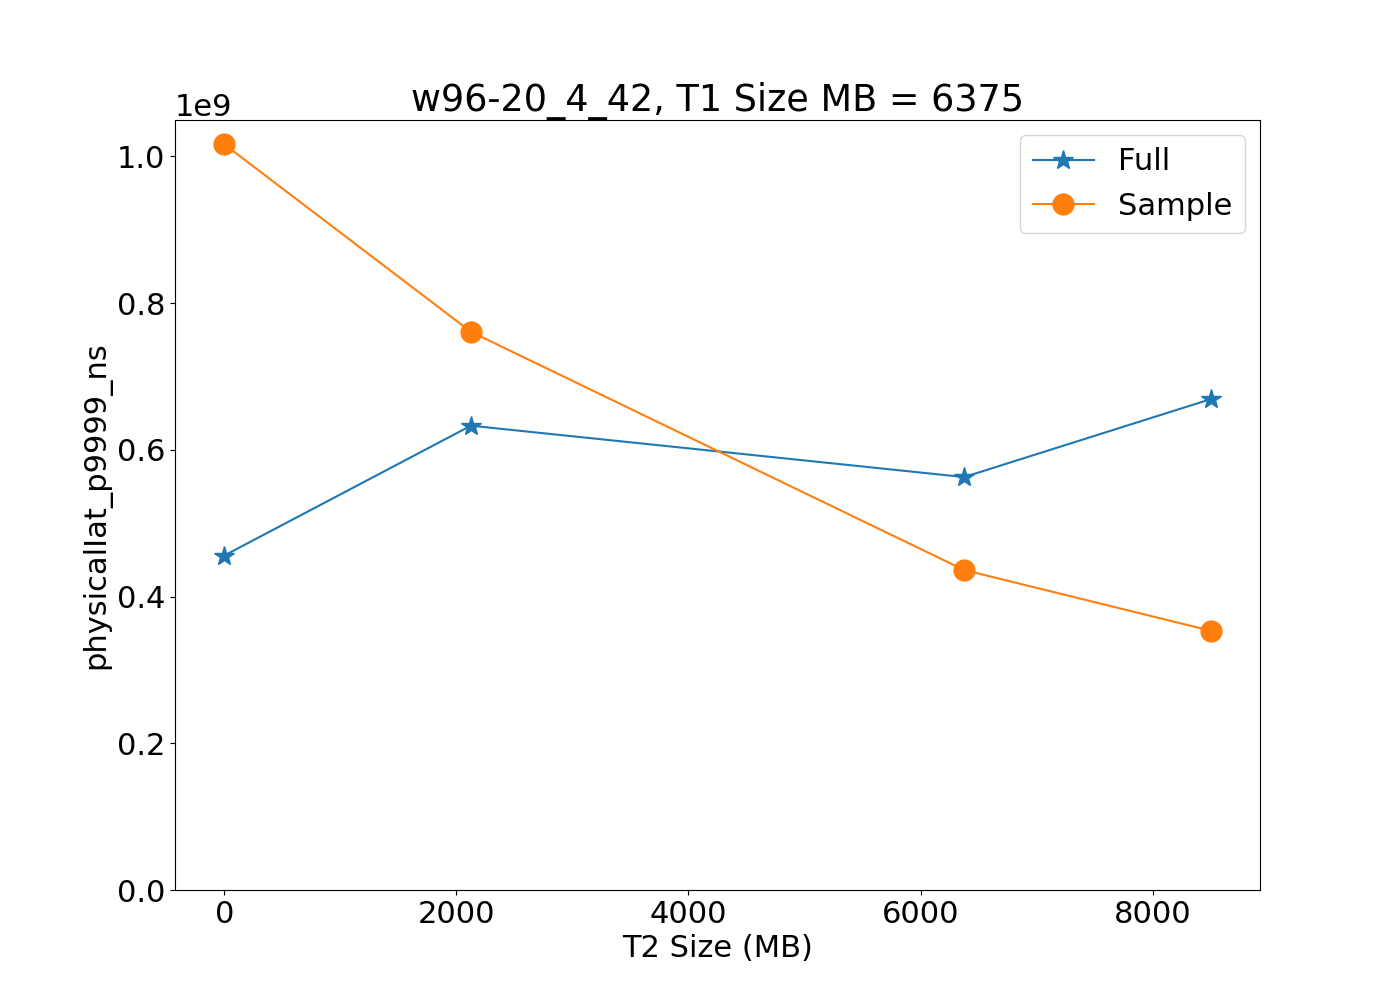 w96-20_4_42, T1 Size MB = 6375
1e9
Full
Sample
1.0
0.8
0.6
0.4
0.2
0.0
physicallat_p9999_ns
0 2000 4000 6000 8000
T2 Size (MB)